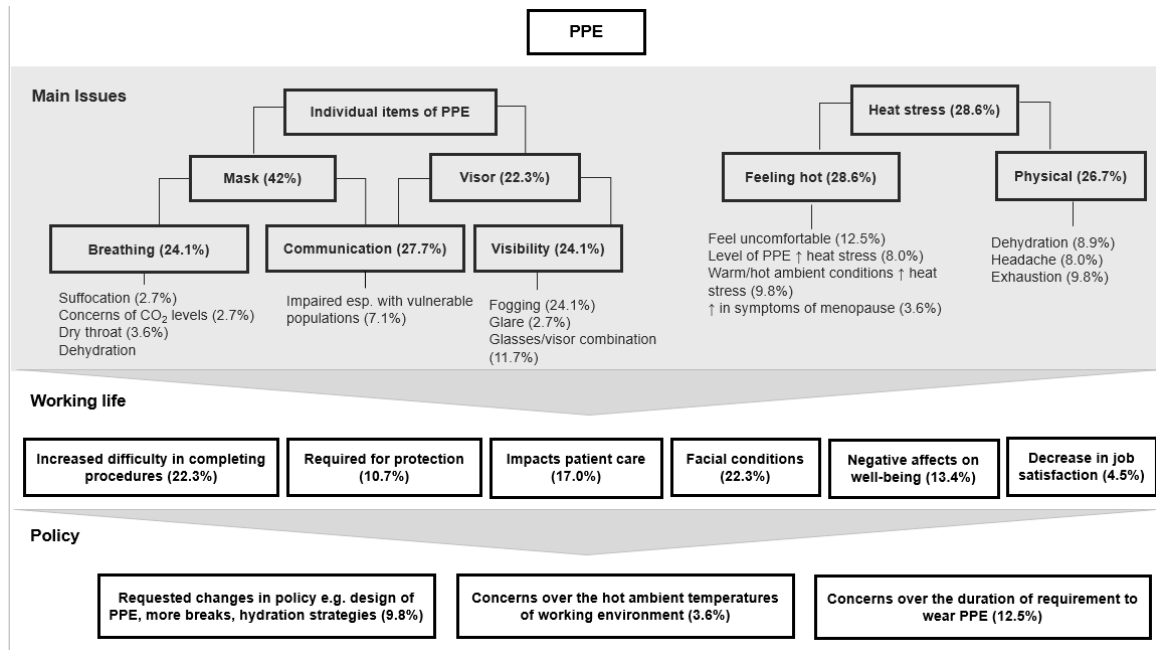 PPE
Main Issues
Individual items of PPE
Heat stress (28.6%)
Mask (42%)
Visor (22.3%)
Feeling hot (28.6%)
Physical (26.7%)
Breathing (24.1%)
Communication (27.7%)
Visibility (24.1%)
Suffocation (2.7%)
Concerns of CO₂ levels (2.7%)
Dry throat (3.6%)
Dehydration
Impaired esp. with vulnerable
populations (7.1%)
Fogging (24.1%)
Glare (2.7%)
Glasses/visor combination
(11.7%)
Feel uncomfortable (12.5%)
Level of PPE ↑ heat stress (8.0%)
Warm/hot ambient conditions ↑ heat
stress (9.8%)
↑ in symptoms of menopause (3.6%)
Dehydration (8.9%)
Headache (8.0%)
Exhaustion (9.8%)
Working life
Increased difficulty in completing
procedures (22.3%)
Required for protection
(10.7%)
Impacts patient care
(17.0%)
Facial conditions
(22.3%)
Negative affects on
well-being (13.4%)
Decrease in job
satisfaction (4.5%)
Policy
Requested changes in policy e.g. design of
PPE, more breaks, hydration strategies (9.8%)
Concerns over the hot ambient temperatures
of working environment (3.6%)
Concerns over the duration of requirement to
wear PPE (12.5%)